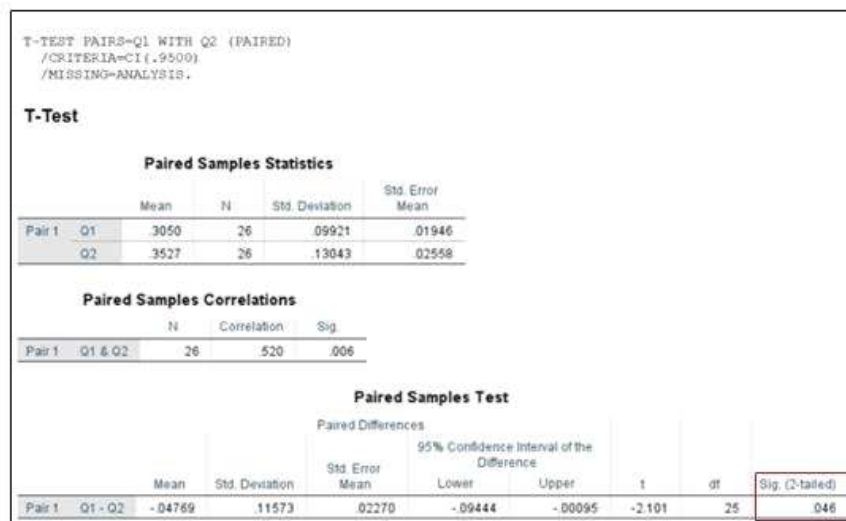 T-TEST PAIRS=Q1 WITH Q2 (PAIRED)
/CRITERIA=CI(.9500)
/MISSING=ANALYSIS.
T-Test
Paired Samples Statistics
Mean N Std. Deviation Std. Error Mean
Pair 1 Q1 .3050 26 .09921 .01946
Q2 .3527 26 .13043 .02558
Paired Samples Correlations
N Correlation Sig.
Pair 1 Q1 & Q2 26 .520 .006
Paired Samples Test
Paired Differences
95% Confidence Interval of the Difference
Mean Std. Deviation Std. Error Mean Lower Upper t df Sig. (2-tailed)
Pair 1 Q1 - Q2 -.04769 .11573 .02270 -.09444 -.00095 -2.101 25 .046